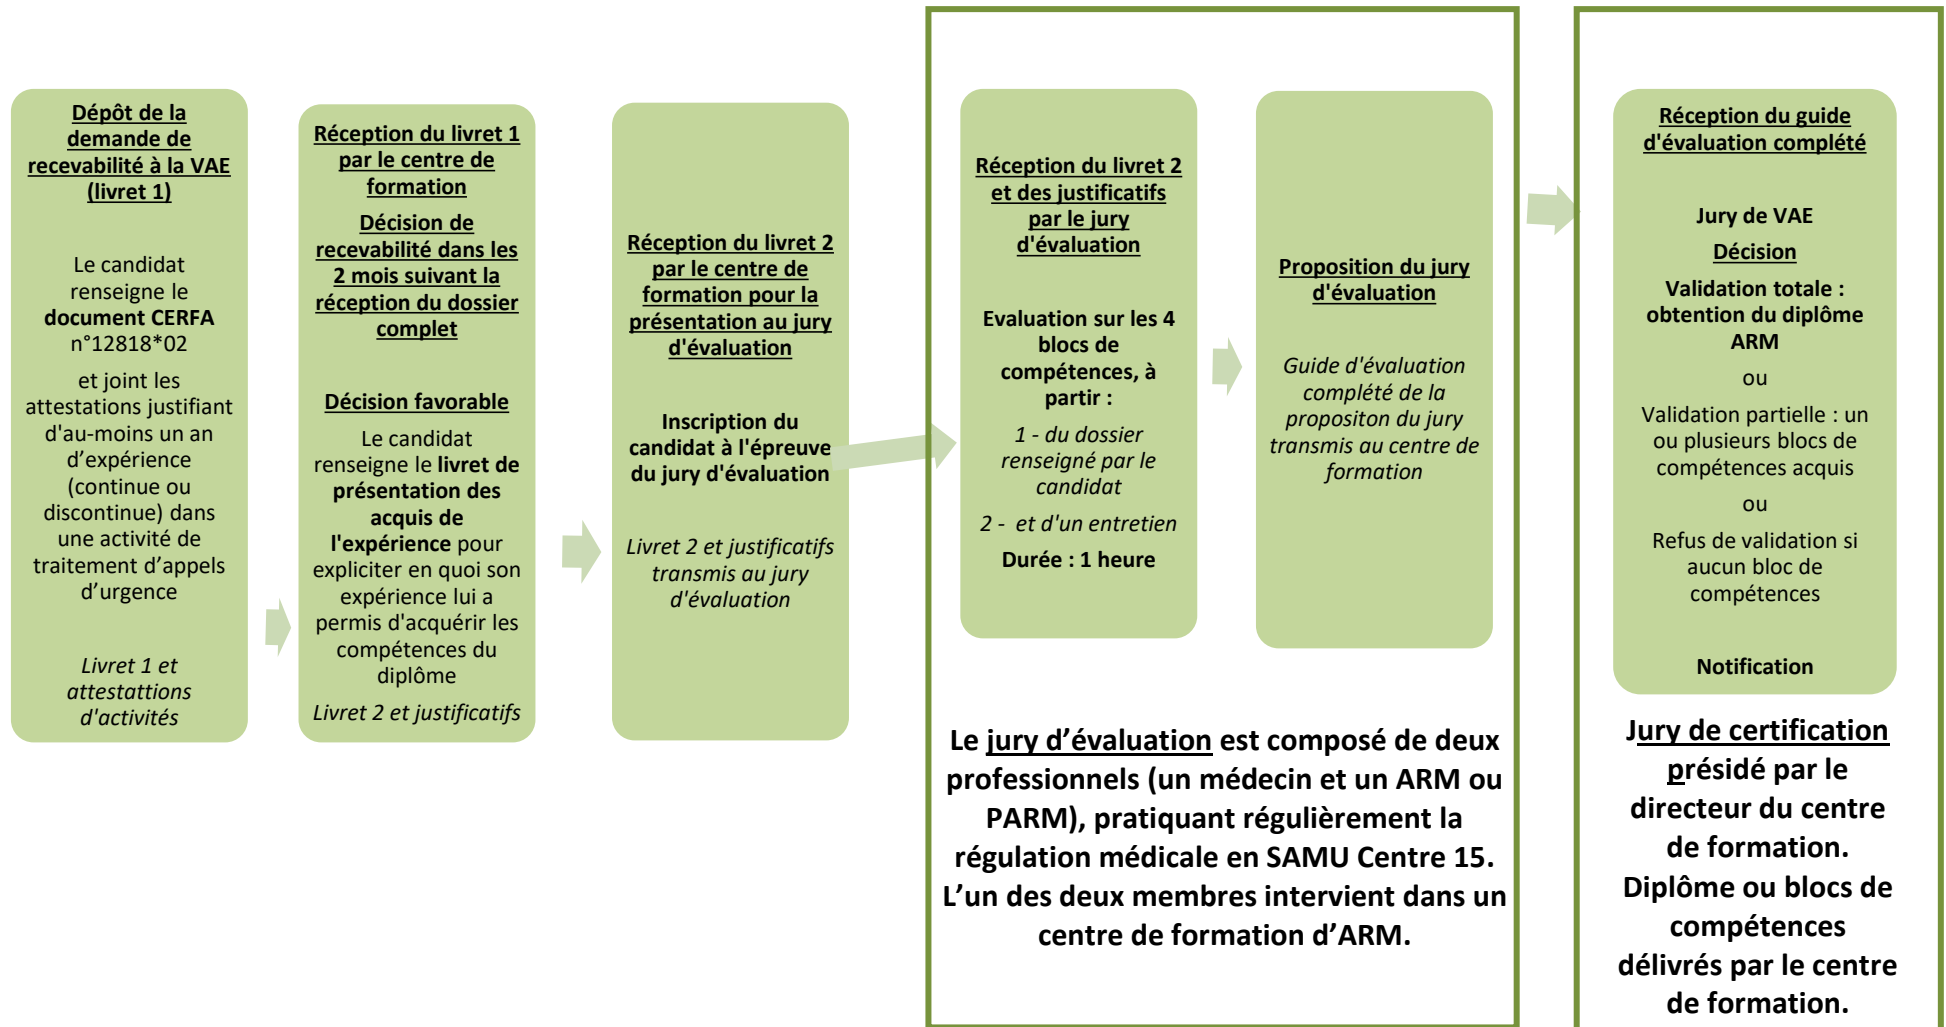 Dépôt de la
demande de
recevabilité à la VAE
(livret 1)
Le candidat
renseigne le
document CERFA
n°12818*02
et joint les
attestations justifiant
d'au-moins un an
d’expérience
(continue ou
discontinue) dans
une activité de
traitement d’appels
d’urgence
Livret 1 et
attestattions
d'activités
Réception du livret 1
par le centre de
formation
Décision de
recevabilité dans les
2 mois suivant la
réception du dossier
complet
Décision favorable
Le candidat
renseigne le livret de
présentation des
acquis de
l'expérience pour
expliciter en quoi son
expérience lui a
permis d'acquérir les
compétences du
diplôme
Livret 2 et justificatifs
Réception du livret 2
par le centre de
formation pour la
présentation au jury
d'évaluation
Inscription du
candidat à l'épreuve
du jury d'évaluation
Livret 2 et justificatifs
transmis au jury
d'évaluation
Réception du livret 2
et des justificatifs
par le jury
d'évaluation
Evaluation sur les 4
blocs de
compétences, à
partir :
1 - du dossier
renseigné par le
candidat
2 - et d'un entretien
Durée : 1 heure
Proposition du jury
d'évaluation
Guide d'évaluation
complété de la
propositon du jury
transmis au centre de
formation
Le jury d’évaluation est composé de deux
professionnels (un médecin et un ARM ou
PARM), pratiquant régulièrement la
régulation médicale en SAMU Centre 15.
L’un des deux membres intervient dans un
centre de formation d’ARM.
Réception du guide
d'évaluation complété
Jury de VAE
Décision
Validation totale :
obtention du diplôme
ARM
ou
Validation partielle : un
ou plusieurs blocs de
compétences acquis
ou
Refus de validation si
aucun bloc de
compétences
Notification
Jury de certification
présidé par le
directeur du centre
de formation.
Diplôme ou blocs de
compétences
délivrés par le centre
de formation.